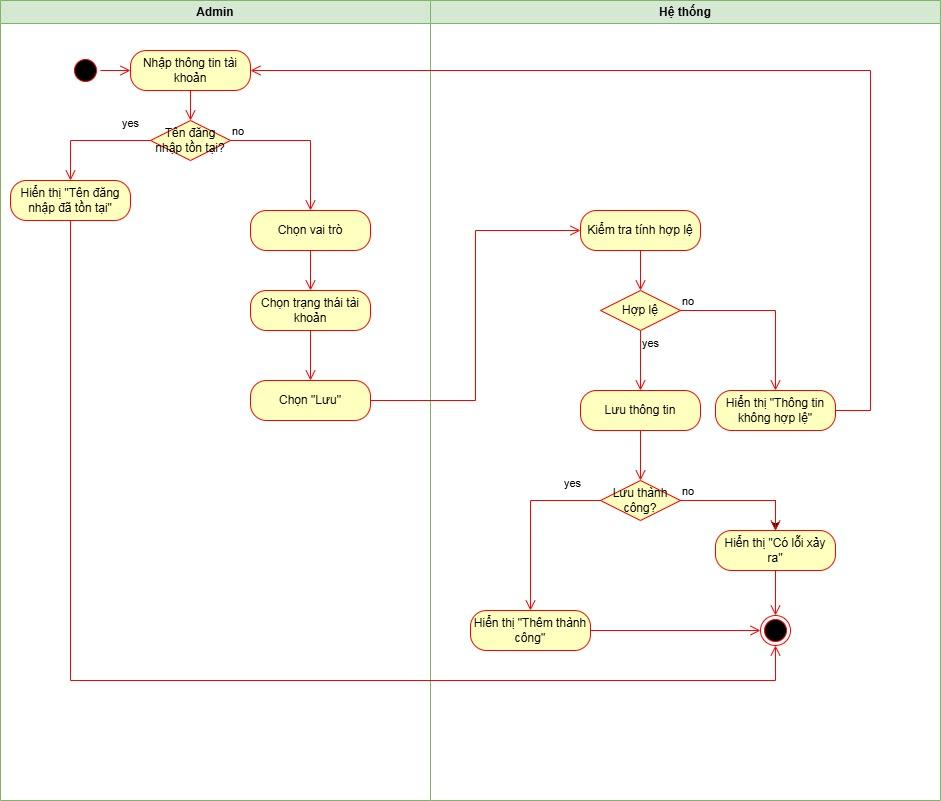 Admin
Hệ thống
Nhập thông tin tài
khoản
yes
Tên đăng
nhập tồn tại?
no
Hiển thị "Tên đăng
nhập đã tồn tại"
Chọn vai trò
Kiểm tra tính hợp lệ
Chọn trạng thái tài
khoản
Hợp lệ
no
yes
Chọn "Lưu"
Lưu thông tin
Hiển thị "Thông tin
không hợp lệ"
yes
Lưu thành
công?
no
Hiển thị "Có lỗi xảy
ra"
Hiển thị "Thêm thành
công"